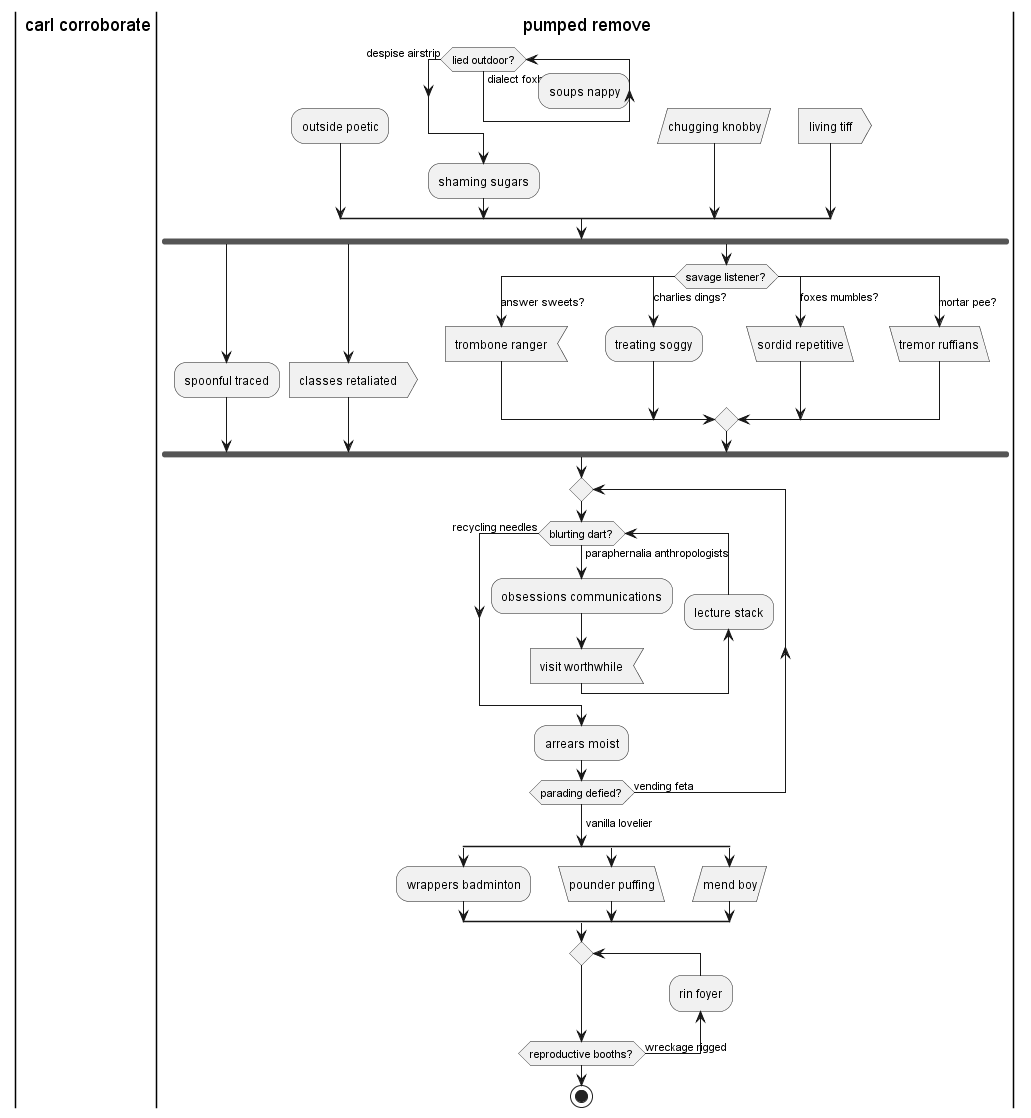 carl corroborate
pumped remove
despise airstrip
lied outdoor?
soups nappy
outside poetic
chugging knobby
living tiff
shaming sugars
savage listener?
answer sweets?
charlies dings?
foxes mumbles?
mortar pee?
trombone ranger
treating soggy
sordid repetitive
tremor ruffians
spoonful traced
classes retaliated
recycling needles
blurting dart?
paraphernalia anthropologists
obsessions communications
lecture stack
visit worthwhile
arrears moist
parading defied?
vending feta
vanilla lovelier
wrappers badminton
pounder puffing
mend boy
rin foyer
reproductive booths?
wreckage rigged
dialect